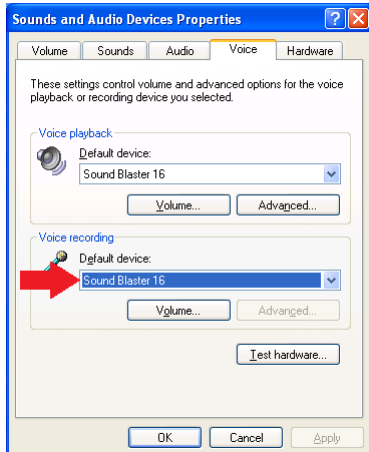 Sounds and Audio Devices Properties
Volume Sounds Audio Voice Hardware
These settings control volume and advanced options for the voice
playback or recording device you selected.
Voice playback
Default device:
Sound Blaster 16
Volume... Advanced...
Voice recording
Default device:
Sound Blaster 16
Volume... Advanced...
Test hardware...
OK Cancel Apply